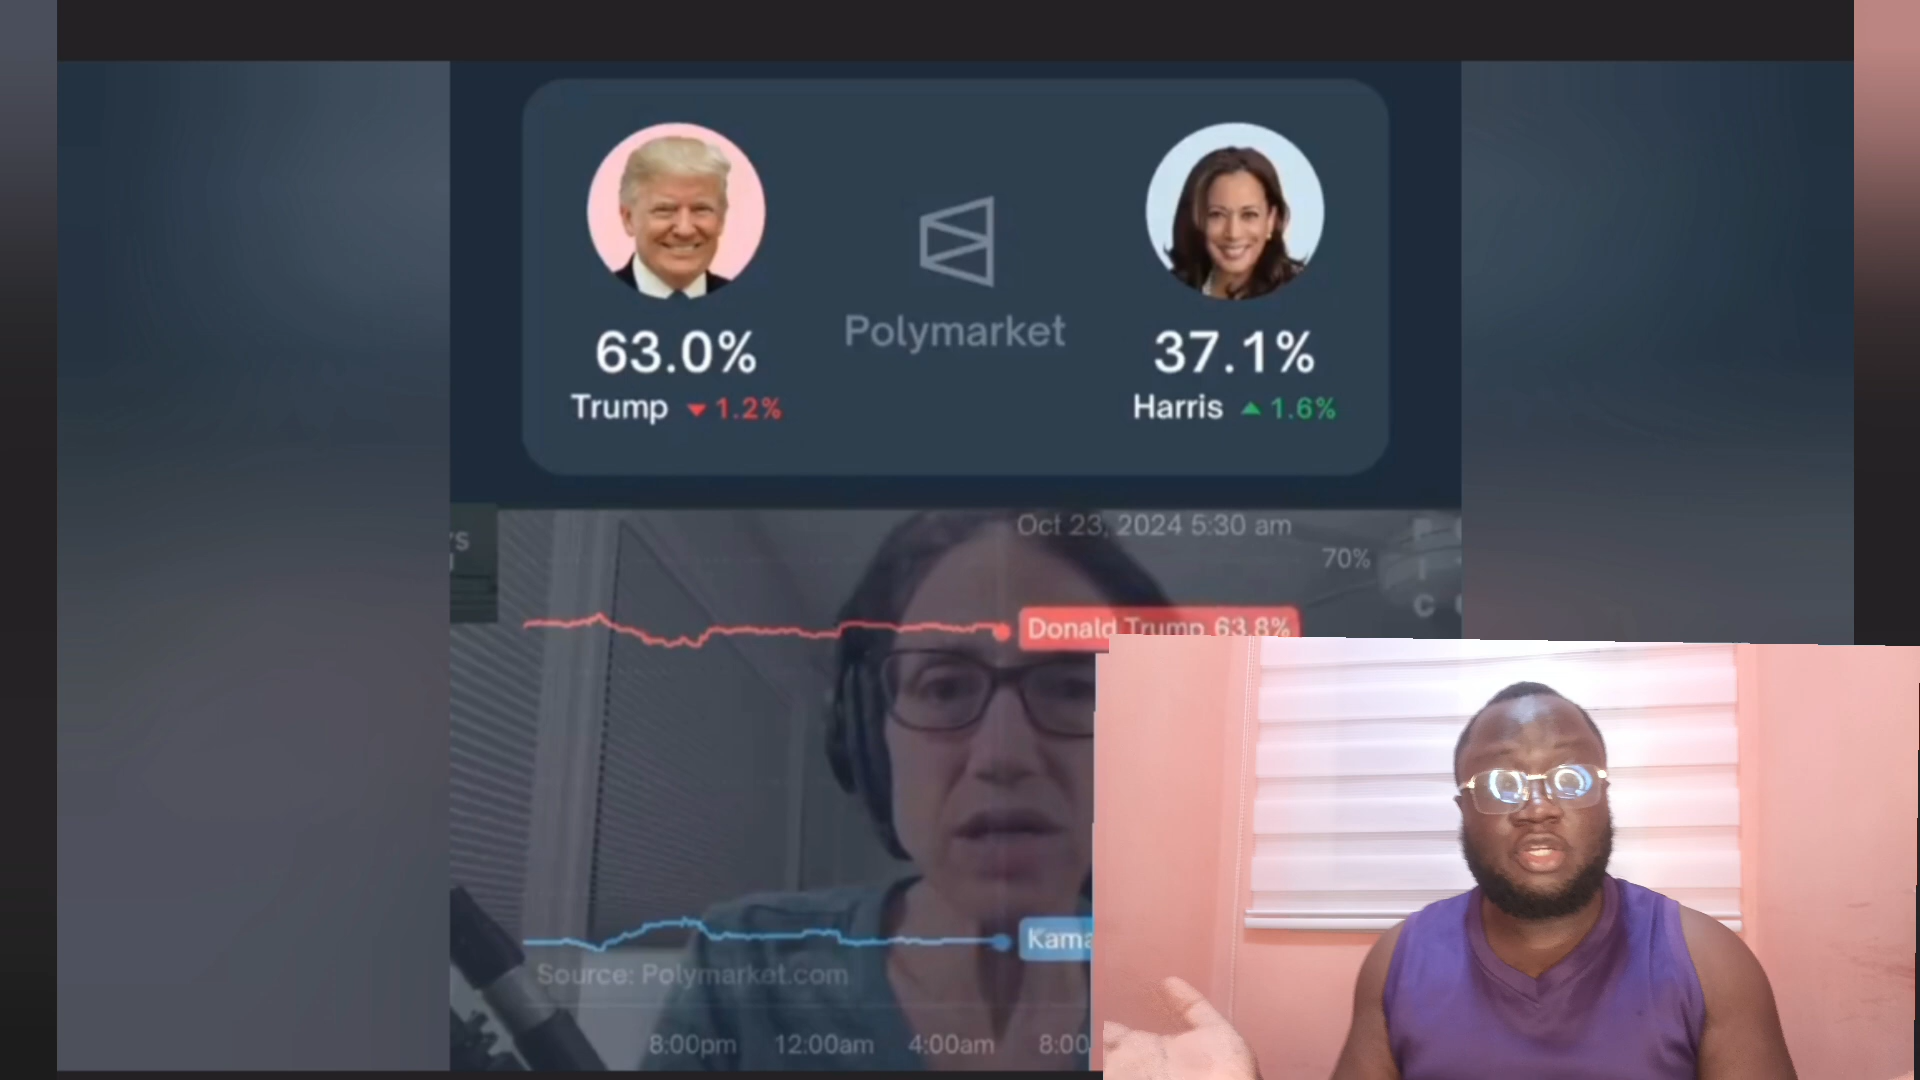 Polymarket
63.0%
Trump ▼ 1.2%
37.1%
Harris ▲ 1.6%
Oct 23, 2024 5:30 am
70%
Donald Trump 63.8%
Kama
Source: Polymarket.com
8:00pm 12:00am 4:00am 8:00